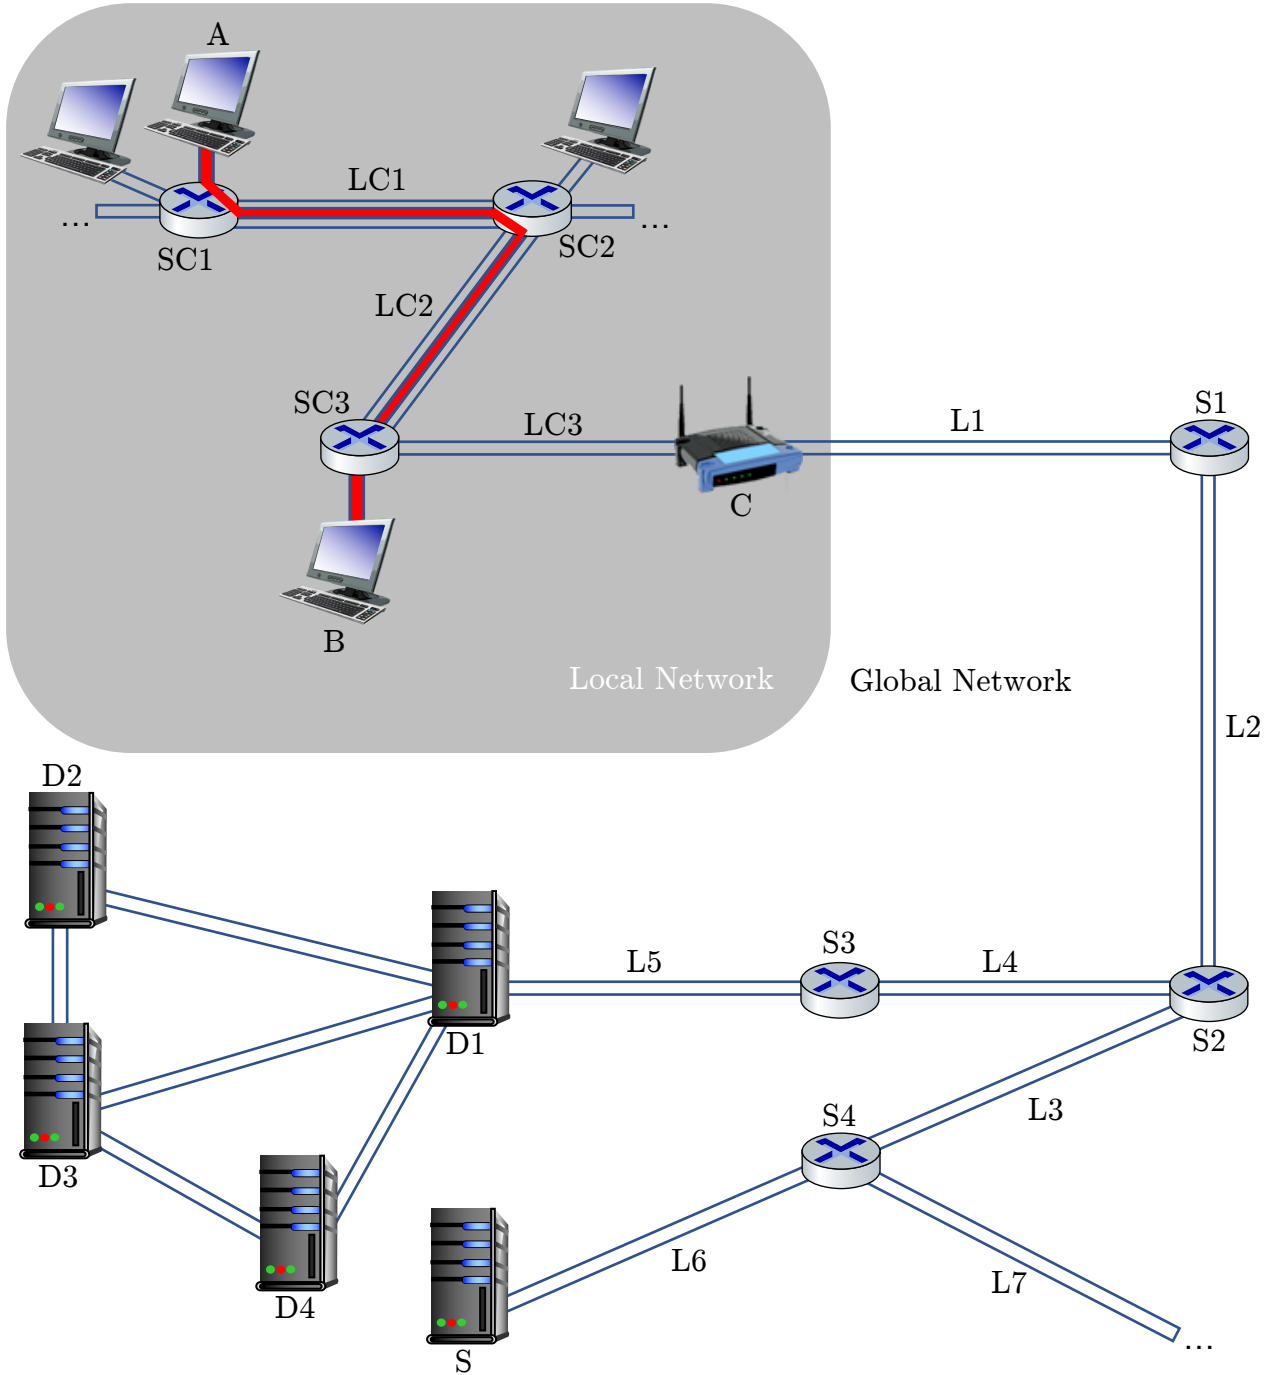 A
LC1
...
SC1
SC2
...
LC2
SC3
LC3
C
L1
S1
B
Local Network
Global Network
L2
D2
S3
L5
L4
D1
S2
S4
L3
D3
L6
L7
D4
S
...